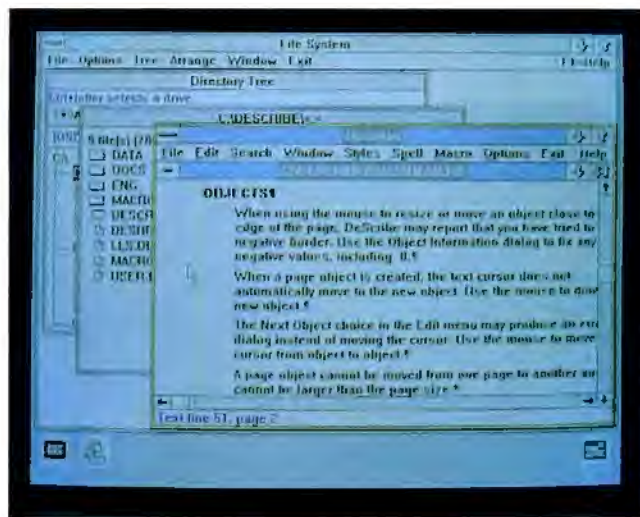 File System
File Options Tree Arrange Window Exit F1=Help
Directory Tree
selects a drive
C:\DESCRIBE\*.*
DATA
DOCS
ENG
File Edit Search Window Styles Spell Macro Options Exit Help
OBJECTS¶
When using the mouse to resize or move an object close to
edge of the page, DeScribe may report that you have tried to
negative border. Use the Object Information dialog to fix any
negative values, including -0.¶
When a page object is created, the text cursor does not
automatically move to the new object. Use the mouse to
new object.¶
The Next Object choice in the Edit menu may produce an
dialog instead of moving the cursor. Use the mouse to move
cursor from object to object.¶
A page object cannot be moved from one page to another
cannot be larger than the page size.¶
Text line 51, page 2